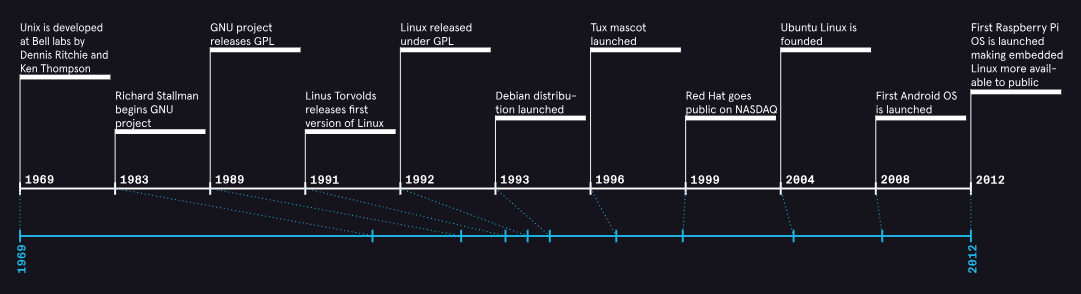 Unix is developed
at Bell labs by
Dennis Ritchie and
Ken Thompson
GNU project
releases GPL
Linux released
under GPL
Tux mascot
launched
Ubuntu Linux is
founded
First Raspberry Pi
OS is launched
making embedded
Linux more avail-
able to public
Richard Stallman
begins GNU
project
Linus Torvolds
releases first
version of Linux
Debian distribu-
tion launched
Red Hat goes
public on NASDAQ
First Android OS
is launched
1969
1983
1989
1991
1992
1993
1996
1999
2004
2008
2012
1969
2012